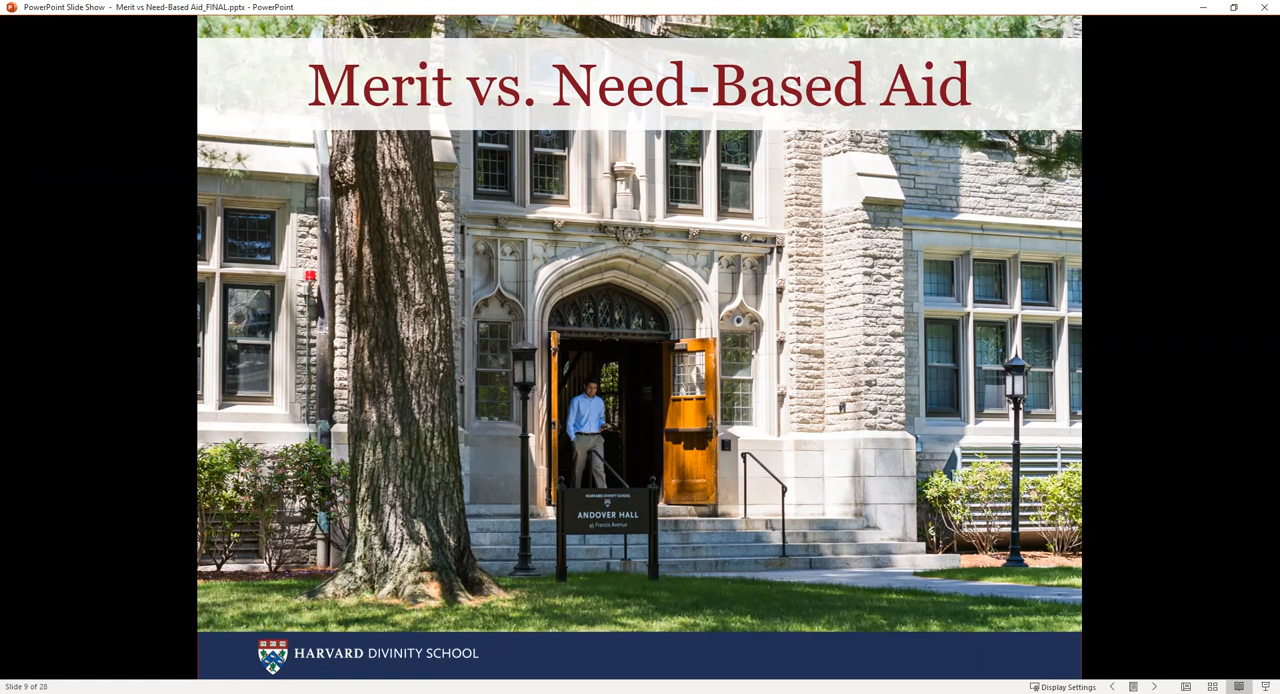 PowerPoint Slide Show - Merit vs Need-Based Aid_FINAL.pptx - PowerPoint
Merit vs. Need-Based Aid
HARVARD DIVINITY SCHOOL
ANDOVER HALL
45 Francis Avenue
HARVARD DIVINITY SCHOOL
Slide 9 of 28
Display Settings